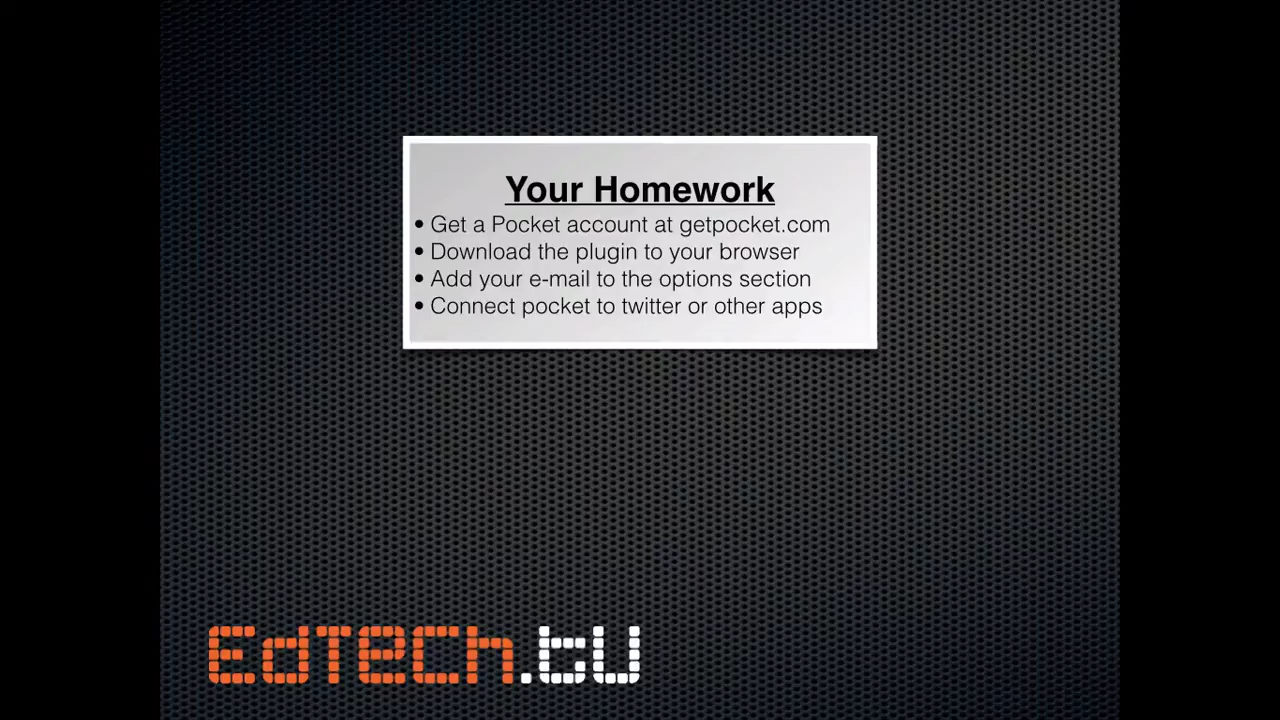 Your Homework
• Get a Pocket account at getpocket.com
• Download the plugin to your browser
• Add your e-mail to the options section
• Connect pocket to twitter or other apps
EdTeCh.tU